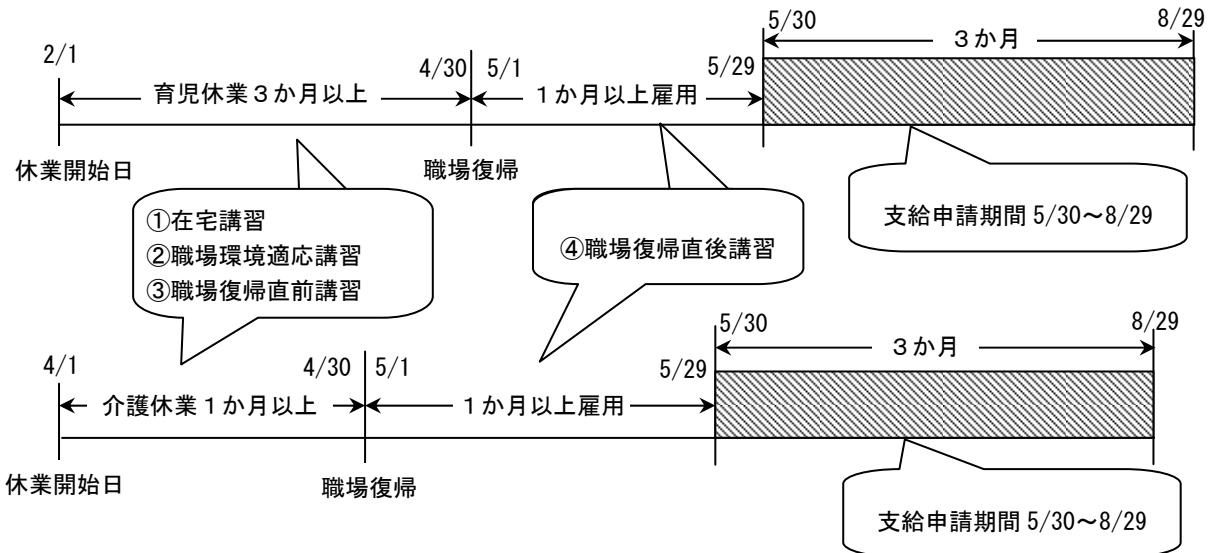 5/30
8/29
3か月
2/1
4/30
5/1
5/29
育児休業3か月以上
1か月以上雇用
休業開始日
職場復帰
①在宅講習
②職場環境適応講習
③職場復帰直前講習
④職場復帰直後講習
支給申請期間 5/30～8/29
5/30
8/29
3か月
4/1
4/30
5/1
5/29
介護休業1か月以上
1か月以上雇用
休業開始日
職場復帰
支給申請期間 5/30～8/29